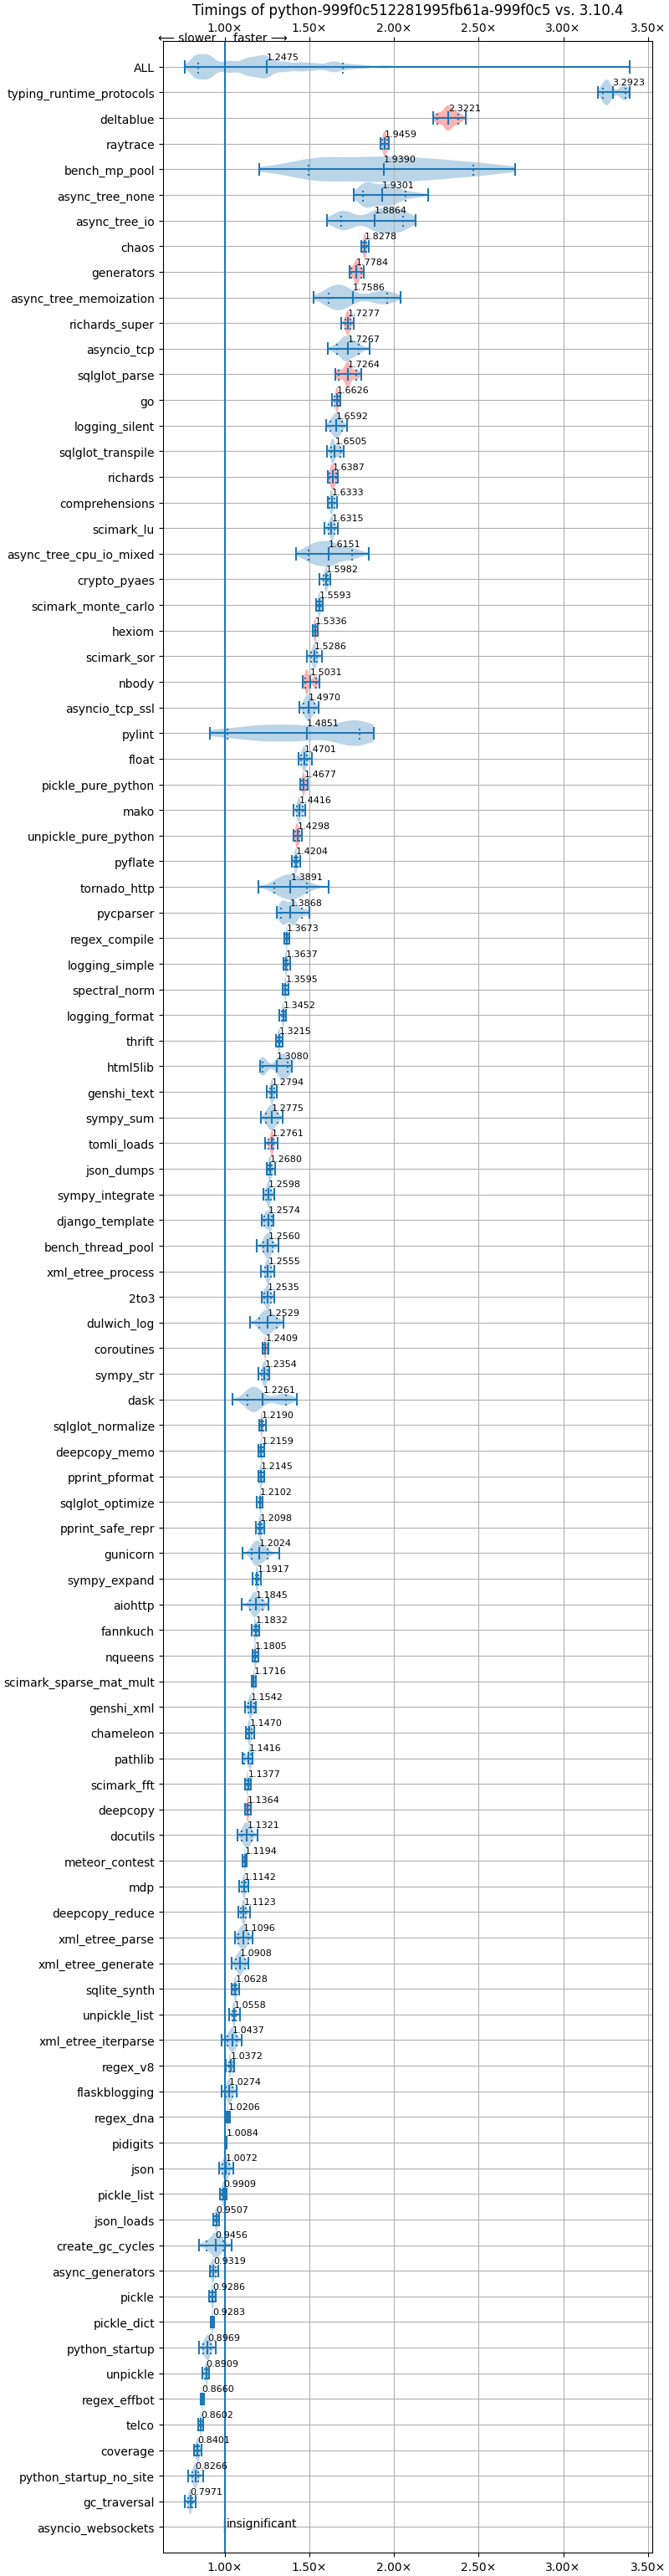 Timings of python-999f0c512281995fb61a-999f0c5 vs. 3.10.4
⟵ slower faster ⟶
1.00× 1.50× 2.00× 2.50× 3.00× 3.50×
ALL 1.2475
typing_runtime_protocols 3.2923
deltablue 2.3221
raytrace 1.9459
bench_mp_pool 1.9390
async_tree_none 1.9301
async_tree_io 1.8864
chaos 1.8278
generators 1.7784
async_tree_memoization 1.7586
richards_super 1.7277
asyncio_tcp 1.7267
sqlglot_parse 1.7264
go 1.6626
logging_silent 1.6592
sqlglot_transpile 1.6505
richards 1.6387
comprehensions 1.6333
scimark_lu 1.6315
async_tree_cpu_io_mixed 1.6151
crypto_pyaes 1.5982
scimark_monte_carlo 1.5593
hexiom 1.5336
scimark_sor 1.5286
nbody 1.5031
asyncio_tcp_ssl 1.4970
pylint 1.4851
float 1.4701
pickle_pure_python 1.4677
mako 1.4416
unpickle_pure_python 1.4298
pyflate 1.4204
tornado_http 1.3891
pycparser 1.3868
regex_compile 1.3673
logging_simple 1.3637
spectral_norm 1.3595
logging_format 1.3452
thrift 1.3215
html5lib 1.3080
genshi_text 1.2794
sympy_sum 1.2775
tomli_loads 1.2761
json_dumps 1.2680
sympy_integrate 1.2598
django_template 1.2574
bench_thread_pool 1.2560
xml_etree_process 1.2555
2to3 1.2535
dulwich_log 1.2529
coroutines 1.2409
sympy_str 1.2354
dask 1.2261
sqlglot_normalize 1.2190
deepcopy_memo 1.2159
pprint_pformat 1.2145
sqlglot_optimize 1.2102
pprint_safe_repr 1.2098
gunicorn 1.2024
sympy_expand 1.1917
aiohttp 1.1845
fannkuch 1.1832
nqueens 1.1805
scimark_sparse_mat_mult 1.1716
genshi_xml 1.1542
chameleon 1.1470
pathlib 1.1416
scimark_fft 1.1377
deepcopy 1.1364
docutils 1.1321
meteor_contest 1.1194
mdp 1.1142
deepcopy_reduce 1.1123
xml_etree_parse 1.1096
xml_etree_generate 1.0908
sqlite_synth 1.0628
unpickle_list 1.0558
xml_etree_iterparse 1.0437
regex_v8 1.0372
flaskblogging 1.0274
regex_dna 1.0206
pidigits 1.0084
json 1.0072
pickle_list 0.9909
json_loads 0.9507
create_gc_cycles 0.9456
async_generators 0.9319
pickle 0.9286
pickle_dict 0.9283
python_startup 0.8969
unpickle 0.8909
regex_effbot 0.8660
telco 0.8602
coverage 0.8401
python_startup_no_site 0.8266
gc_traversal 0.7971
asyncio_websockets insignificant
1.00× 1.50× 2.00× 2.50× 3.00× 3.50×